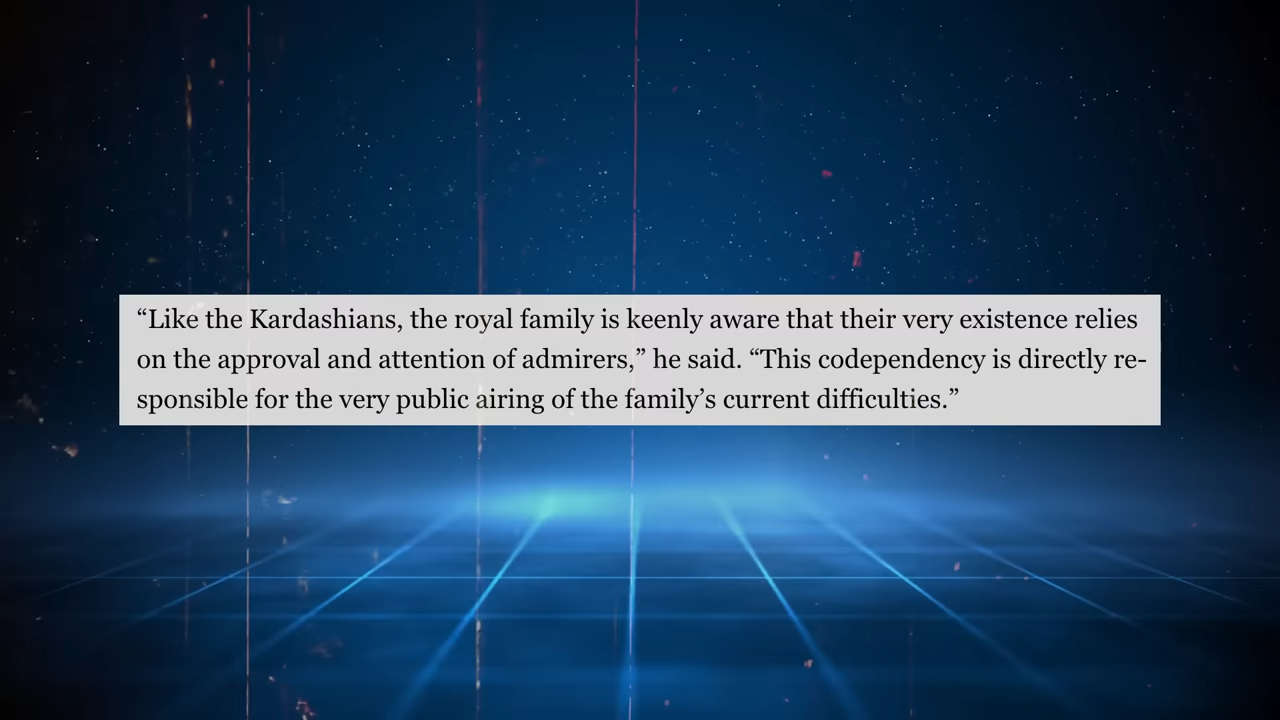 “Like the Kardashians, the royal family is keenly aware that their very existence relies
on the approval and attention of admirers,” he said. “This codependency is directly re-
sponsible for the very public airing of the family’s current difficulties.”